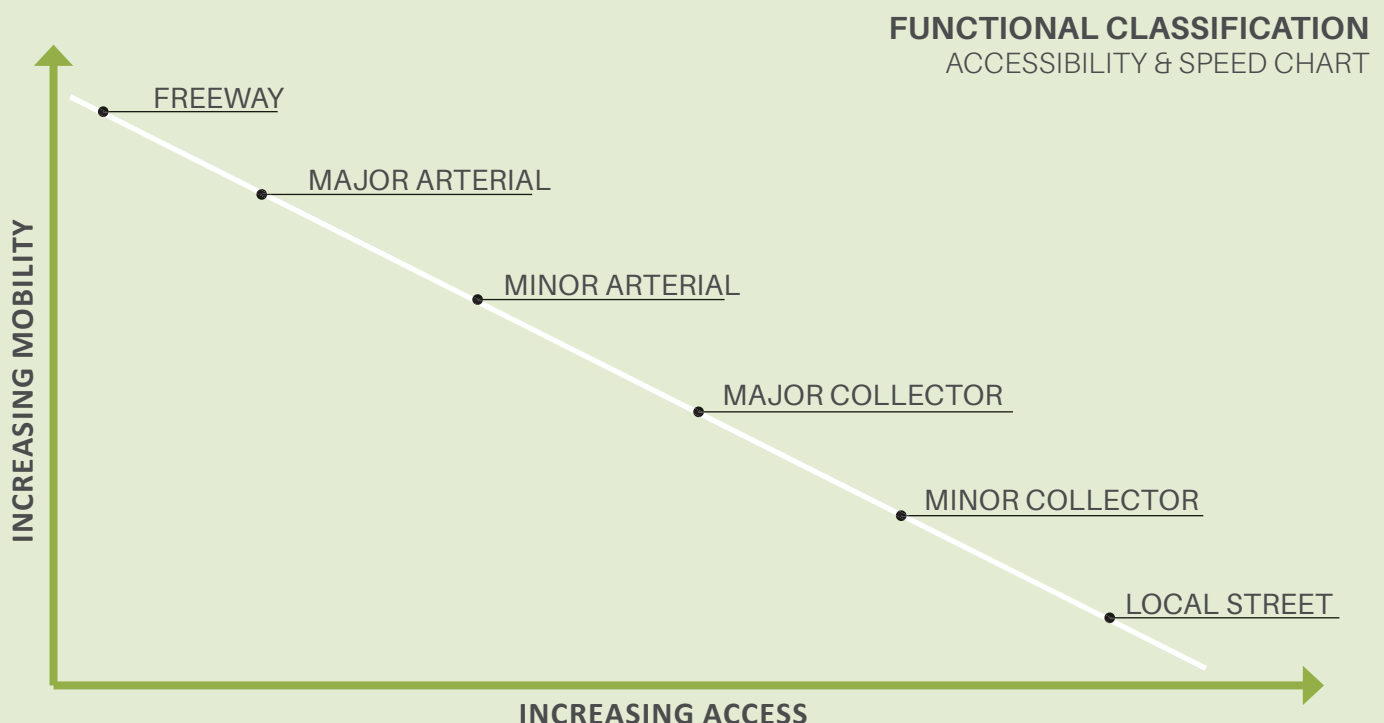 FUNCTIONAL CLASSIFICATION
ACCESSIBILITY & SPEED CHART
FREEWAY
MAJOR ARTERIAL
MINOR ARTERIAL
MAJOR COLLECTOR
MINOR COLLECTOR
LOCAL STREET
INCREASING MOBILITY
INCREASING ACCESS